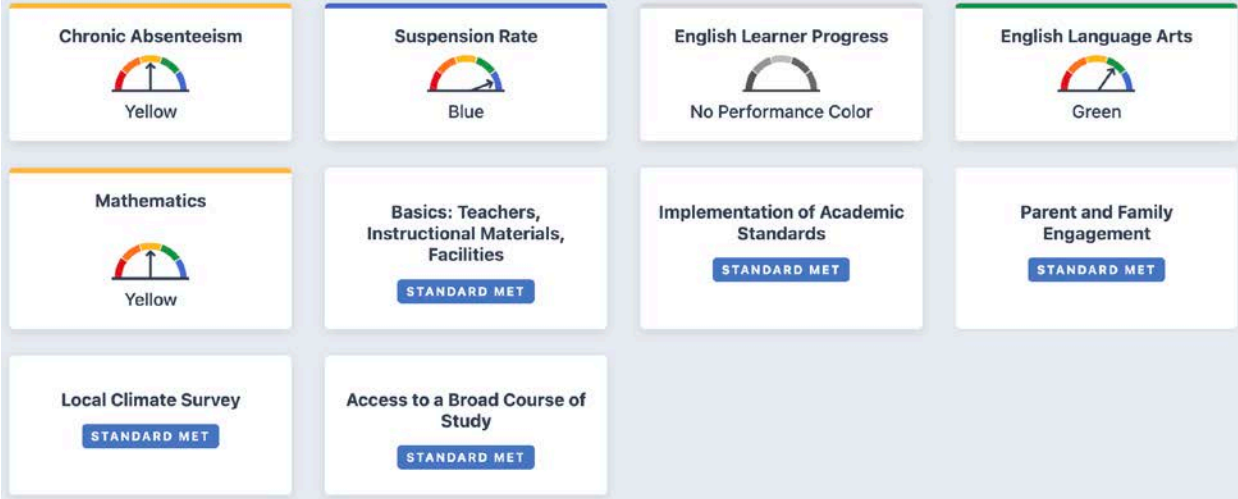 Chronic Absenteeism
Yellow
Suspension Rate
Blue
English Learner Progress
No Performance Color
English Language Arts
Green
Mathematics
Yellow
Basics: Teachers,
Instructional Materials,
Facilities
STANDARD MET
Implementation of Academic
Standards
STANDARD MET
Parent and Family
Engagement
STANDARD MET
Local Climate Survey
STANDARD MET
Access to a Broad Course of
Study
STANDARD MET